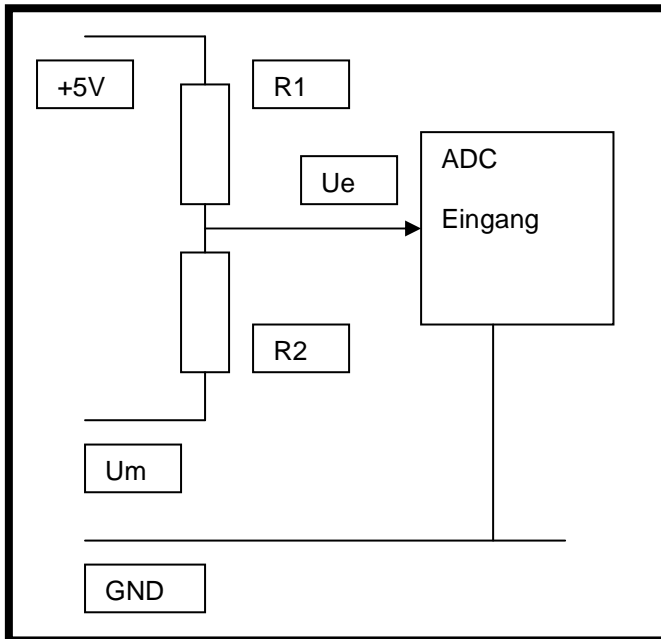 +5V
R1
Ue
ADC
Eingang
R2
Um
GND